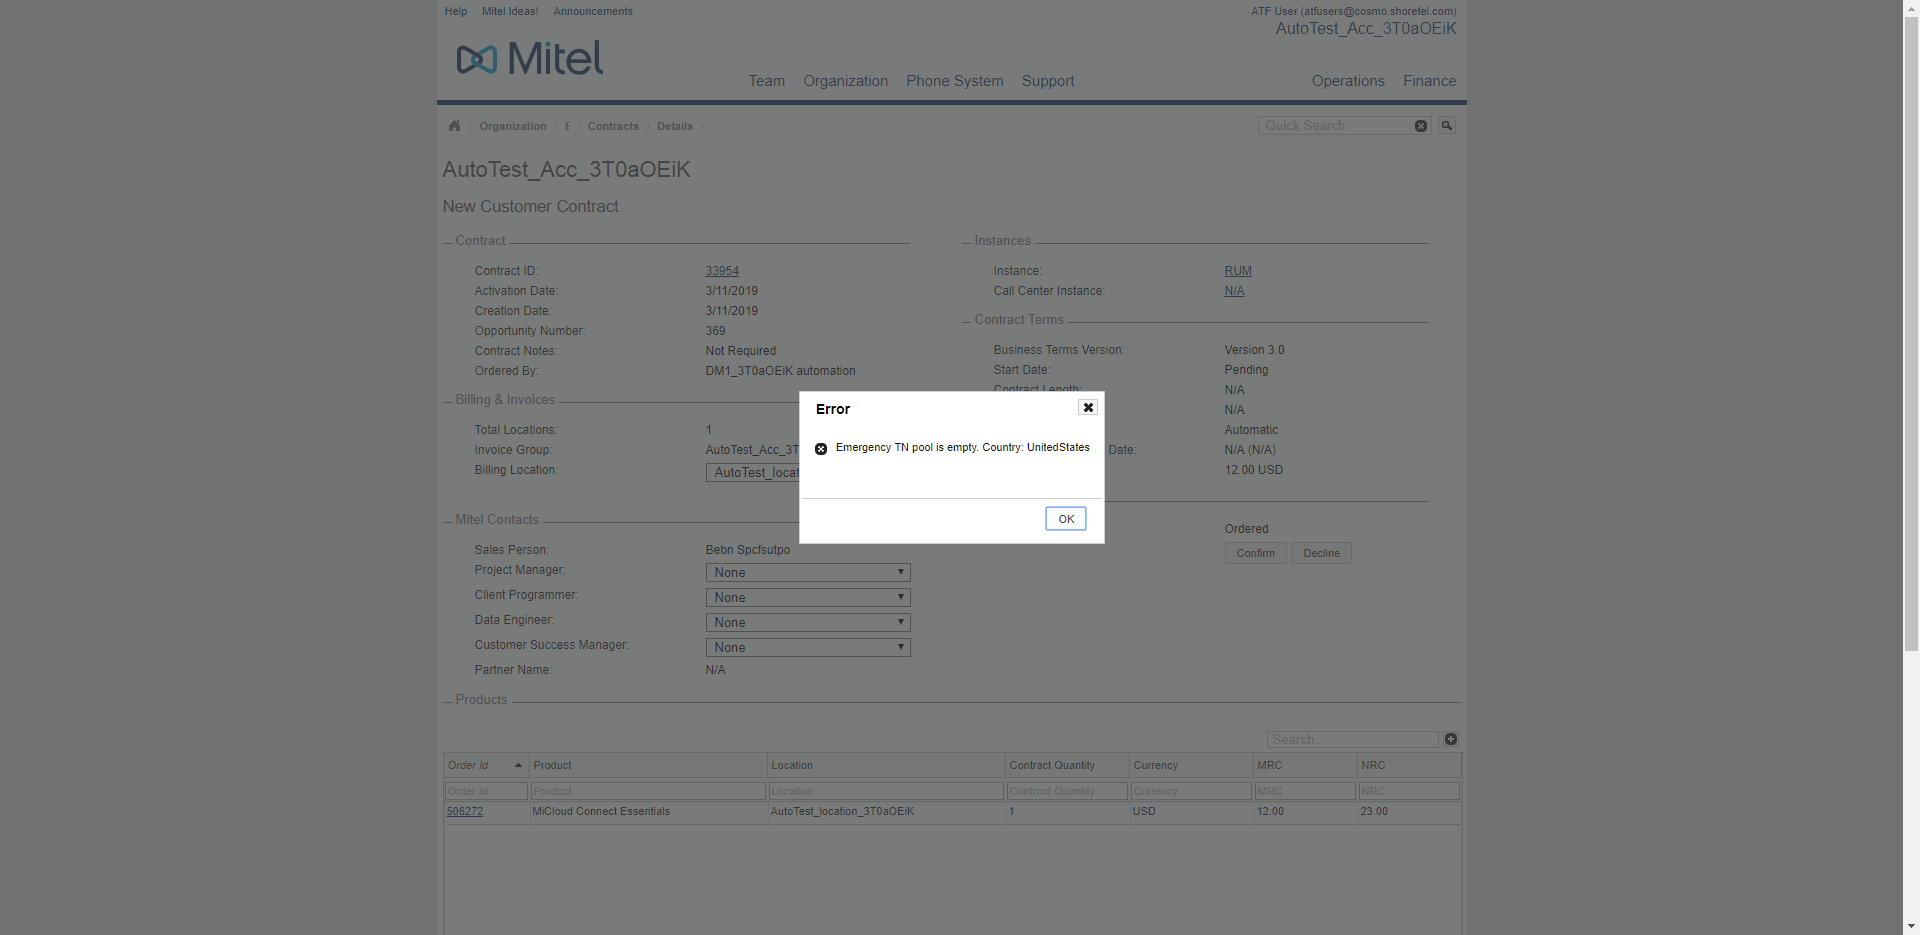 Help Mitel Ideas! Announcements
ATF User (atfusers@cosmo.shoretel.com)
AutoTest_Acc_3T0aOEiK
Mitel
Team Organization Phone System Support Operations Finance
Organization E Contracts Details
Quick Search
AutoTest_Acc_3T0aOEiK
New Customer Contract
Contract
Contract ID: 33954
Activation Date: 3/11/2019
Creation Date: 3/11/2019
Opportunity Number: 369
Contract Notes: Not Required
Ordered By: DM1_3T0aOEiK automation
Billing & Invoices
Total Locations: 1
Invoice Group: AutoTest_Acc_3T
Billing Location: AutoTest_locat
Mitel Contacts
Sales Person: Bebn Spcfsutpo
Project Manager: None
Client Programmer: None
Data Engineer: None
Customer Success Manager: None
Partner Name: N/A
Instances
Instance: RUM
Call Center Instance: N/A
Contract Terms
Business Terms Version: Version 3.0
Start Date: Pending
Contract Length: N/A
N/A
Automatic
Date: N/A (N/A)
12.00 USD
Ordered
Confirm Decline
Error
Emergency TN pool is empty. Country: UnitedStates
OK
Products
Search...
Order Id Product Location Contract Quantity Currency MRC NRC
Order Id Product Location Contract Quantity Currency MRC NRC
506272 MiCloud Connect Essentials AutoTest_location_3T0aOEiK 1 USD 12.00 23.00